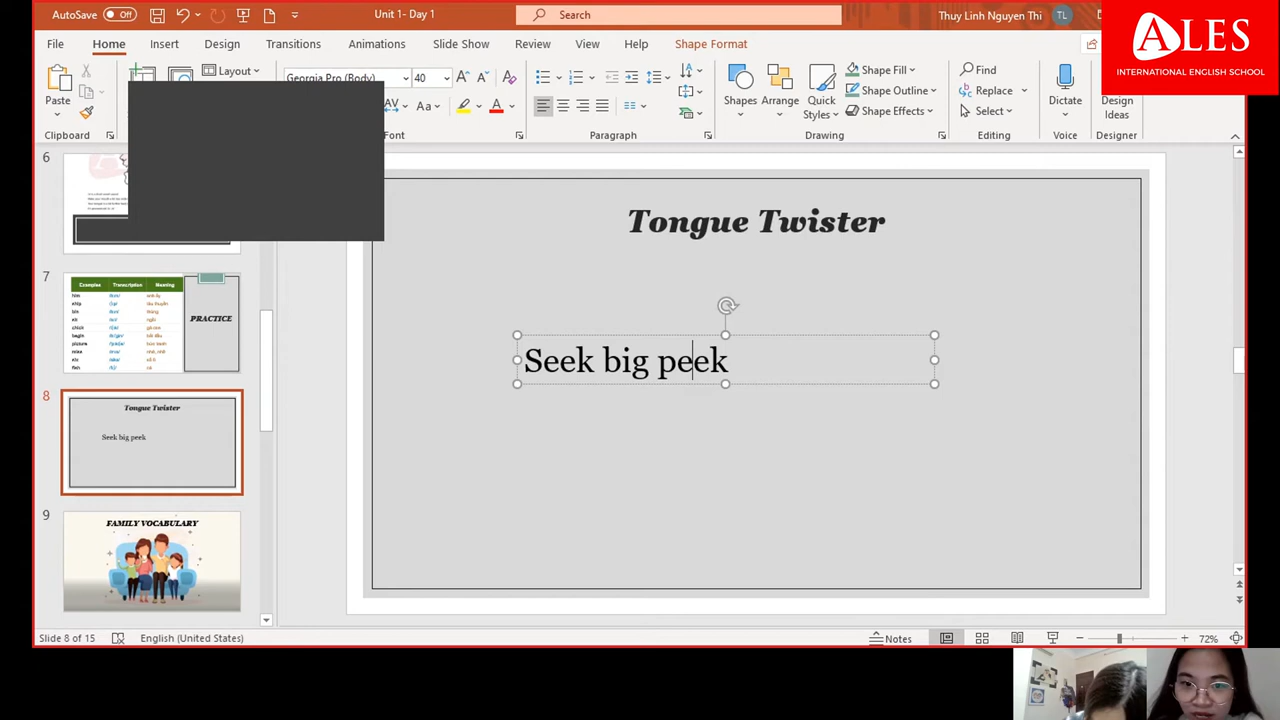 AutoSave
Off
Unit 1- Day 1
Search
Thuy Linh Nguyen Thi
TL
ALES
INTERNATIONAL ENGLISH SCHOOL
File
Home
Insert
Design
Transitions
Animations
Slide Show
Review
View
Help
Shape Format
Paste
Layout
Georgia Pro (Body)
40
Aa
Shapes
Arrange
Quick
Styles
Shape Fill
Shape Outline
Shape Effects
Find
Replace
Select
Dictate
Design
Ideas
Clipboard
Font
Paragraph
Drawing
Editing
Voice
Designer
6
7
Examples Transcription Meaning
PRACTICE
8
Tongue Twister
Seek big peek
9
FAMILY VOCABULARY
Tongue Twister
Seek big peek
Slide 8 of 15
English (United States)
Notes
72%